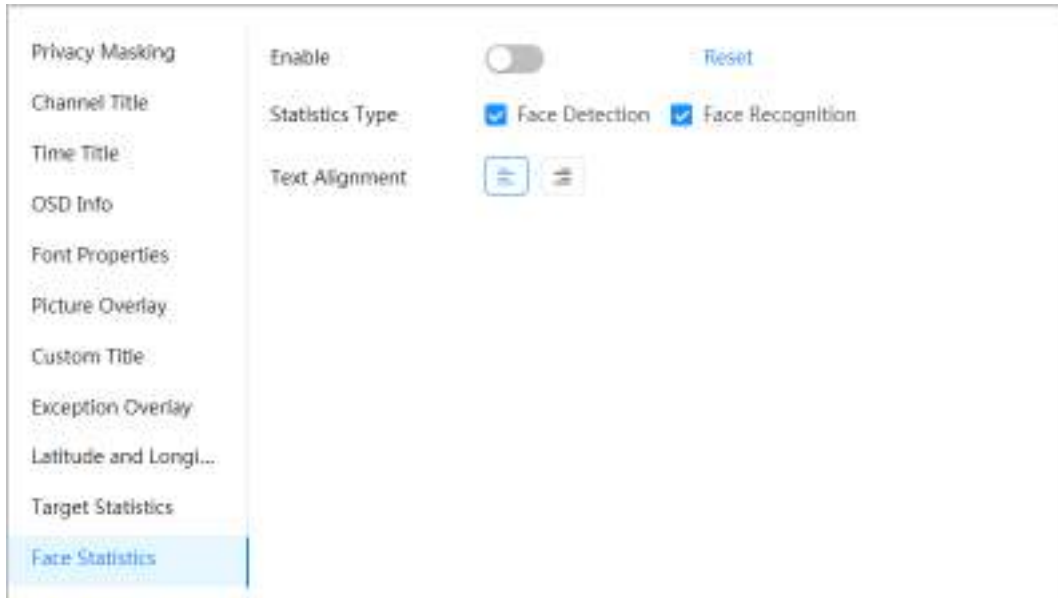 Privacy Masking
Channel Title
Time Title
OSD Info
Font Properties
Picture Overlay
Custom Title
Exception Overlay
Latitude and Longi...
Target Statistics
Face Statistics
Enable Reset
Statistics Type Face Detection Face Recognition
Text Alignment